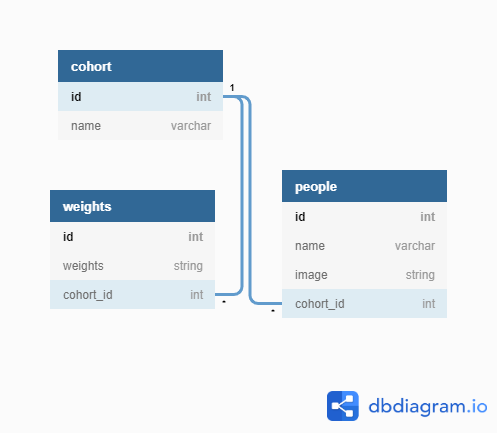 cohort
id int
name varchar
1
weights
id int
weights string
cohort_id int
*
people
id int
name varchar
image string
cohort_id int
*
dbdiagram.io